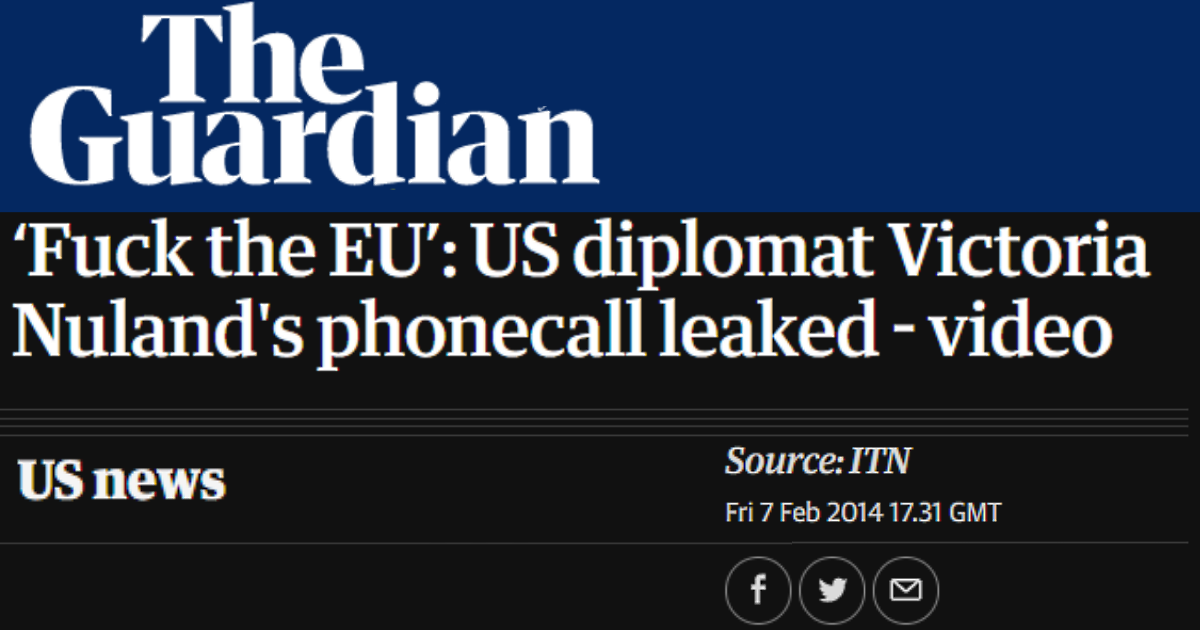 The
Guardian
‘Fuck the EU’: US diplomat Victoria
Nuland's phonecall leaked - video
US news
Source: ITN
Fri 7 Feb 2014 17.31 GMT